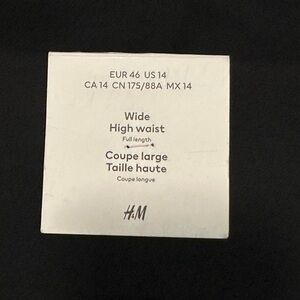 EUR 46 US 14
CA 14 CN 175/88A MX 14
Wide
High waist
Full length
Coupe large
Taille haute
Coupe longue
H&M